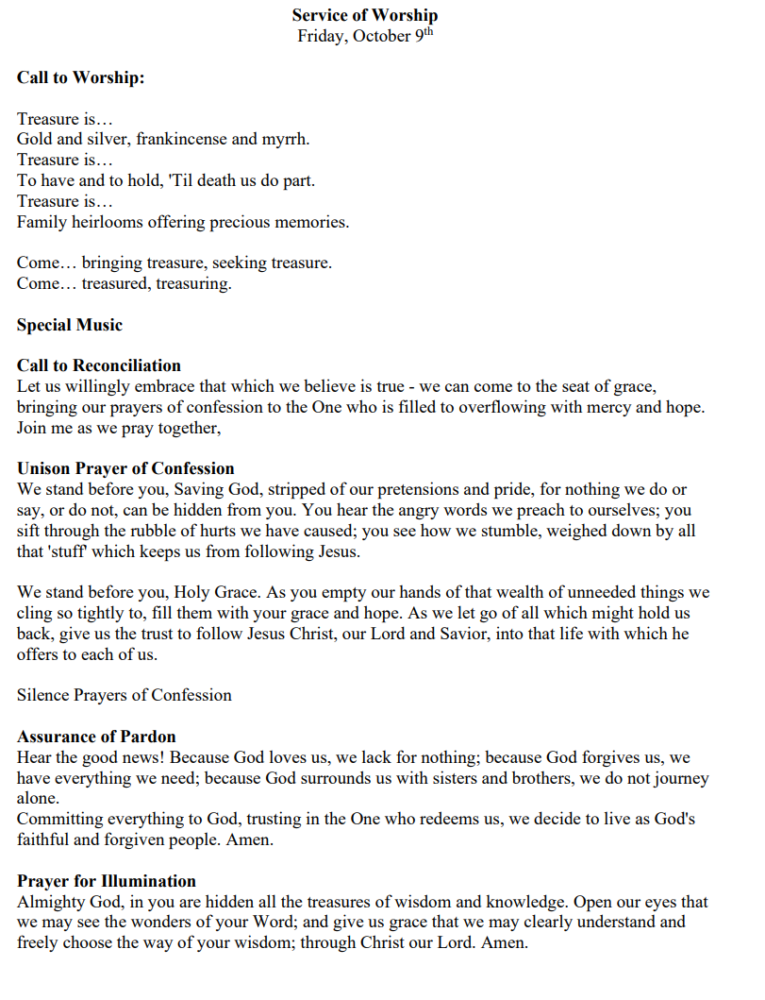 Service of Worship
Friday, October 9th
Call to Worship:
Treasure is…
Gold and silver, frankincense and myrrh.
Treasure is…
To have and to hold, 'Til death us do part.
Treasure is…
Family heirlooms offering precious memories.
Come… bringing treasure, seeking treasure.
Come… treasured, treasuring.
Special Music
Call to Reconciliation
Let us willingly embrace that which we believe is true - we can come to the seat of grace,
bringing our prayers of confession to the One who is filled to overflowing with mercy and hope.
Join me as we pray together,
Unison Prayer of Confession
We stand before you, Saving God, stripped of our pretensions and pride, for nothing we do or
say, or do not, can be hidden from you. You hear the angry words we preach to ourselves; you
sift through the rubble of hurts we have caused; you see how we stumble, weighed down by all
that 'stuff' which keeps us from following Jesus.
We stand before you, Holy Grace. As you empty our hands of that wealth of unneeded things we
cling so tightly to, fill them with your grace and hope. As we let go of all which might hold us
back, give us the trust to follow Jesus Christ, our Lord and Savior, into that life with which he
offers to each of us.
Silence Prayers of Confession
Assurance of Pardon
Hear the good news! Because God loves us, we lack for nothing; because God forgives us, we
have everything we need; because God surrounds us with sisters and brothers, we do not journey
alone.
Committing everything to God, trusting in the One who redeems us, we decide to live as God's
faithful and forgiven people. Amen.
Prayer for Illumination
Almighty God, in you are hidden all the treasures of wisdom and knowledge. Open our eyes that
we may see the wonders of your Word; and give us grace that we may clearly understand and
freely choose the way of your wisdom; through Christ our Lord. Amen.